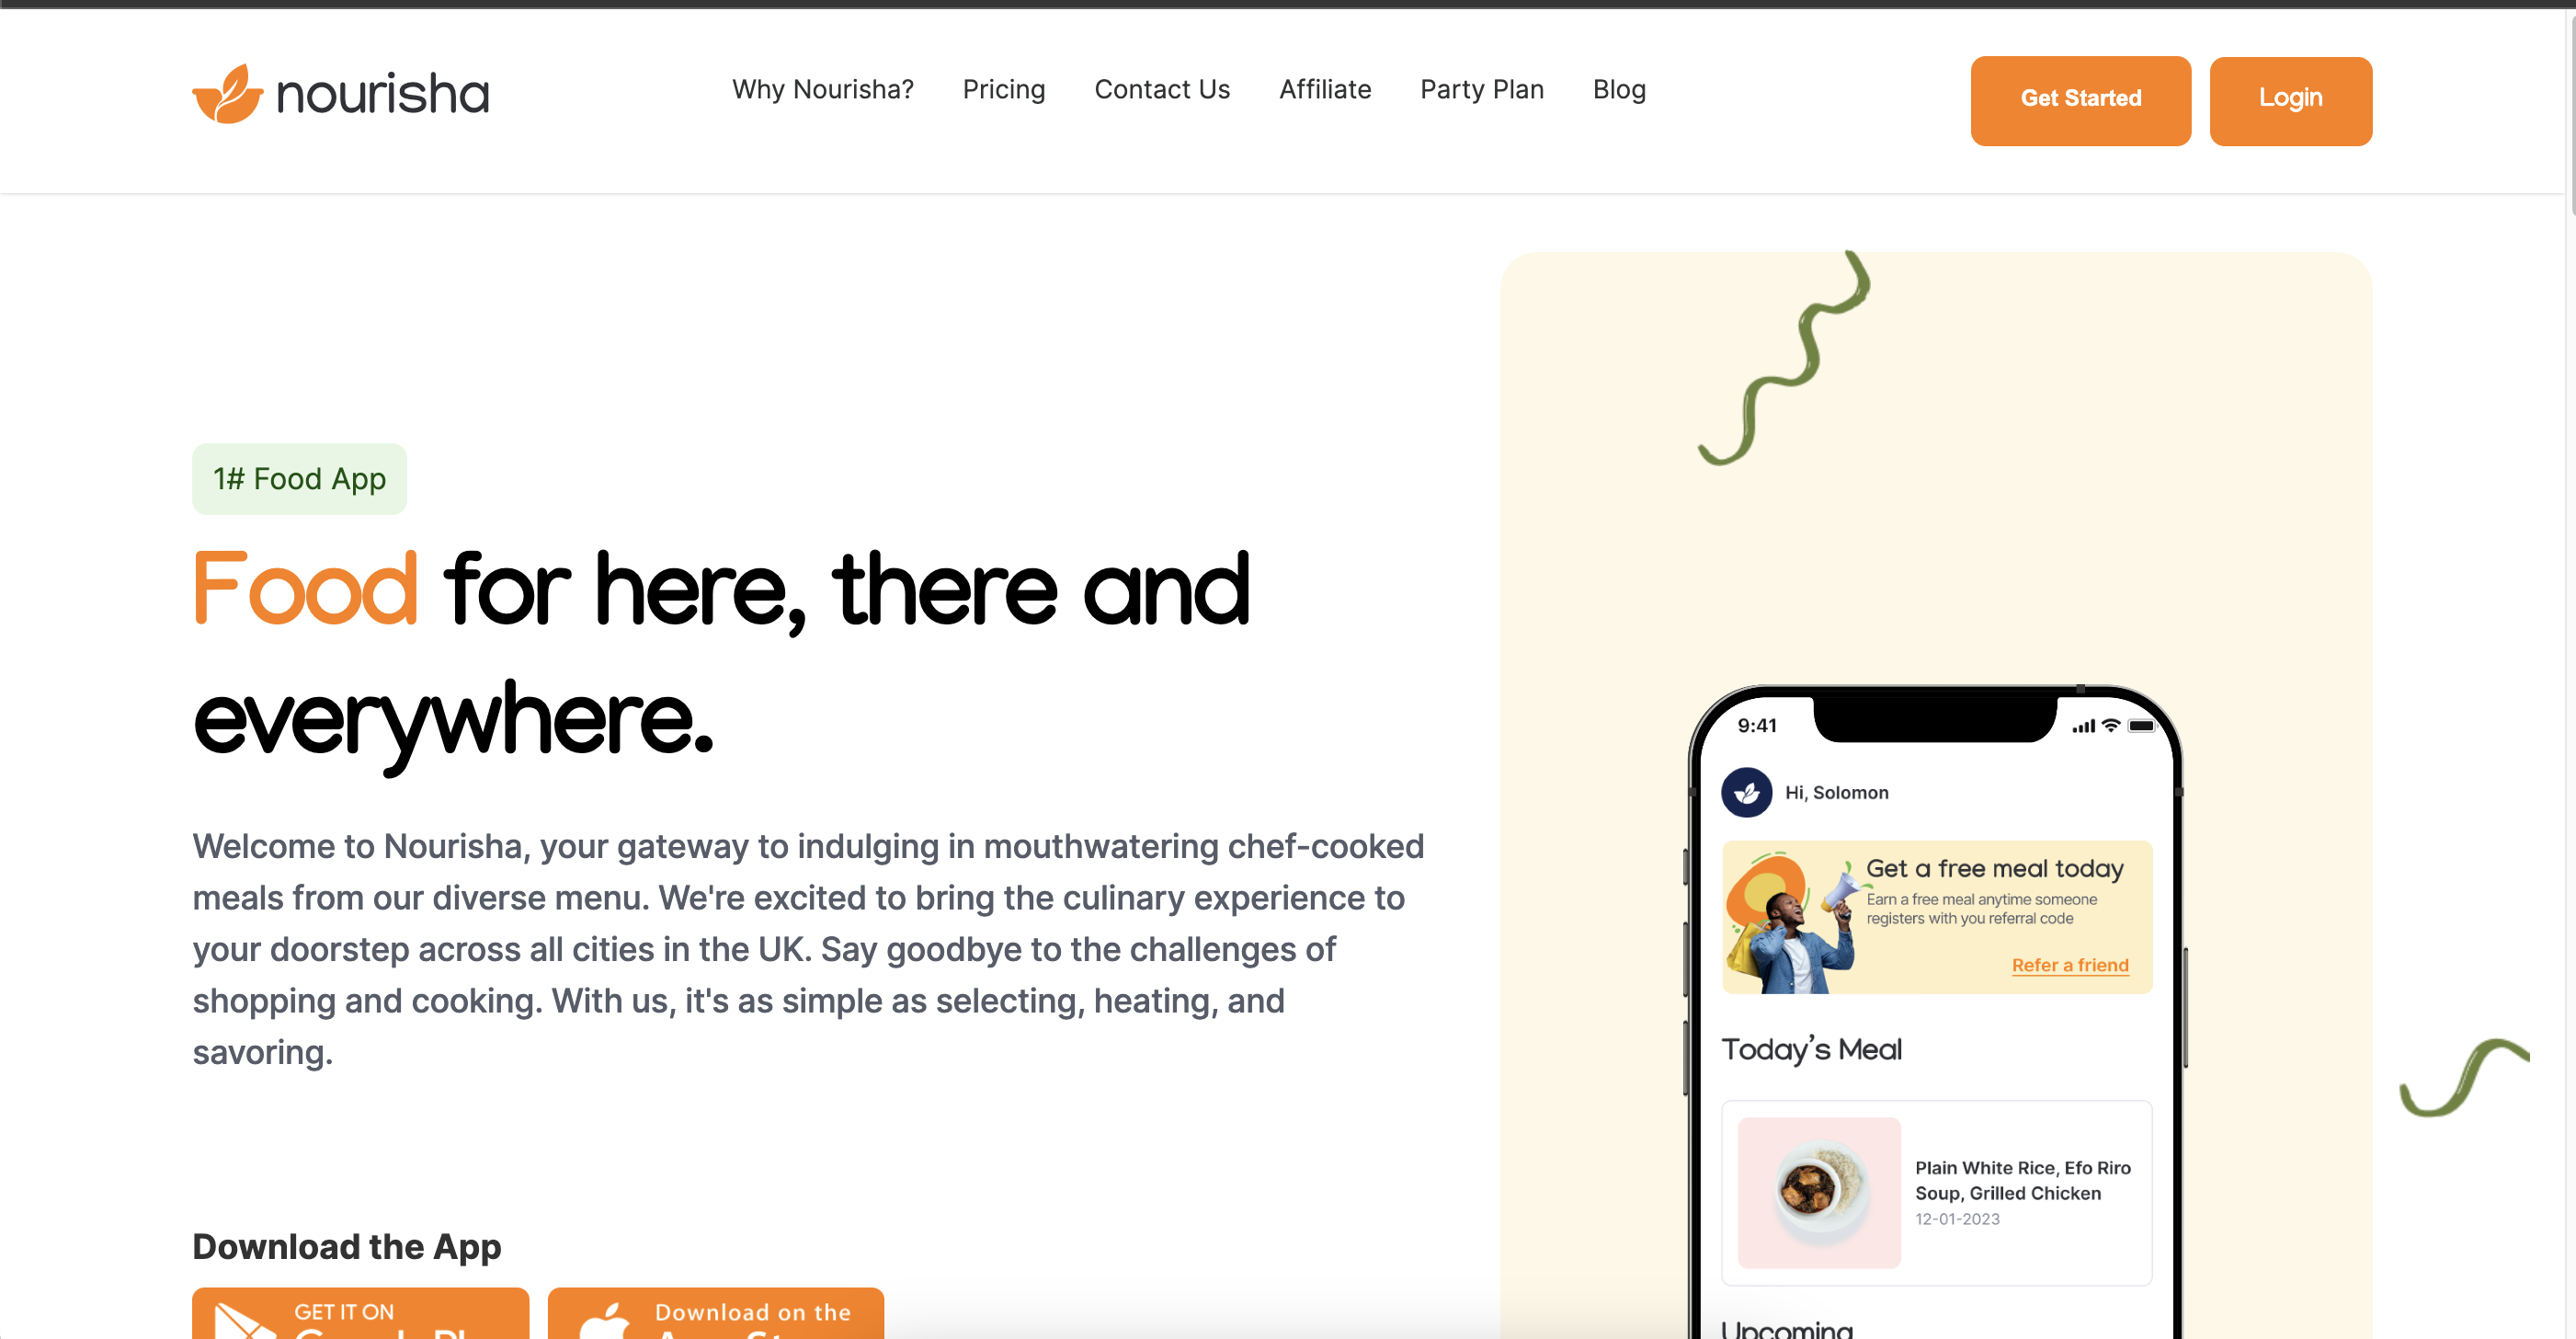 nourisha
Why Nourisha?
Pricing
Contact Us
Affiliate
Party Plan
Blog
Get Started
Login
1# Food App
Food for here, there and
everywhere.
Welcome to Nourisha, your gateway to indulging in mouthwatering chef-cooked
meals from our diverse menu. We're excited to bring the culinary experience to
your doorstep across all cities in the UK. Say goodbye to the challenges of
shopping and cooking. With us, it's as simple as selecting, heating, and
savoring.
Download the App
GET IT ON
Download on the
9:41
Hi, Solomon
Get a free meal today
Earn a free meal anytime someone
registers with you referral code
Refer a friend
Today's Meal
Plain White Rice, Efo Riro
Soup, Grilled Chicken
12-01-2023
Upcoming